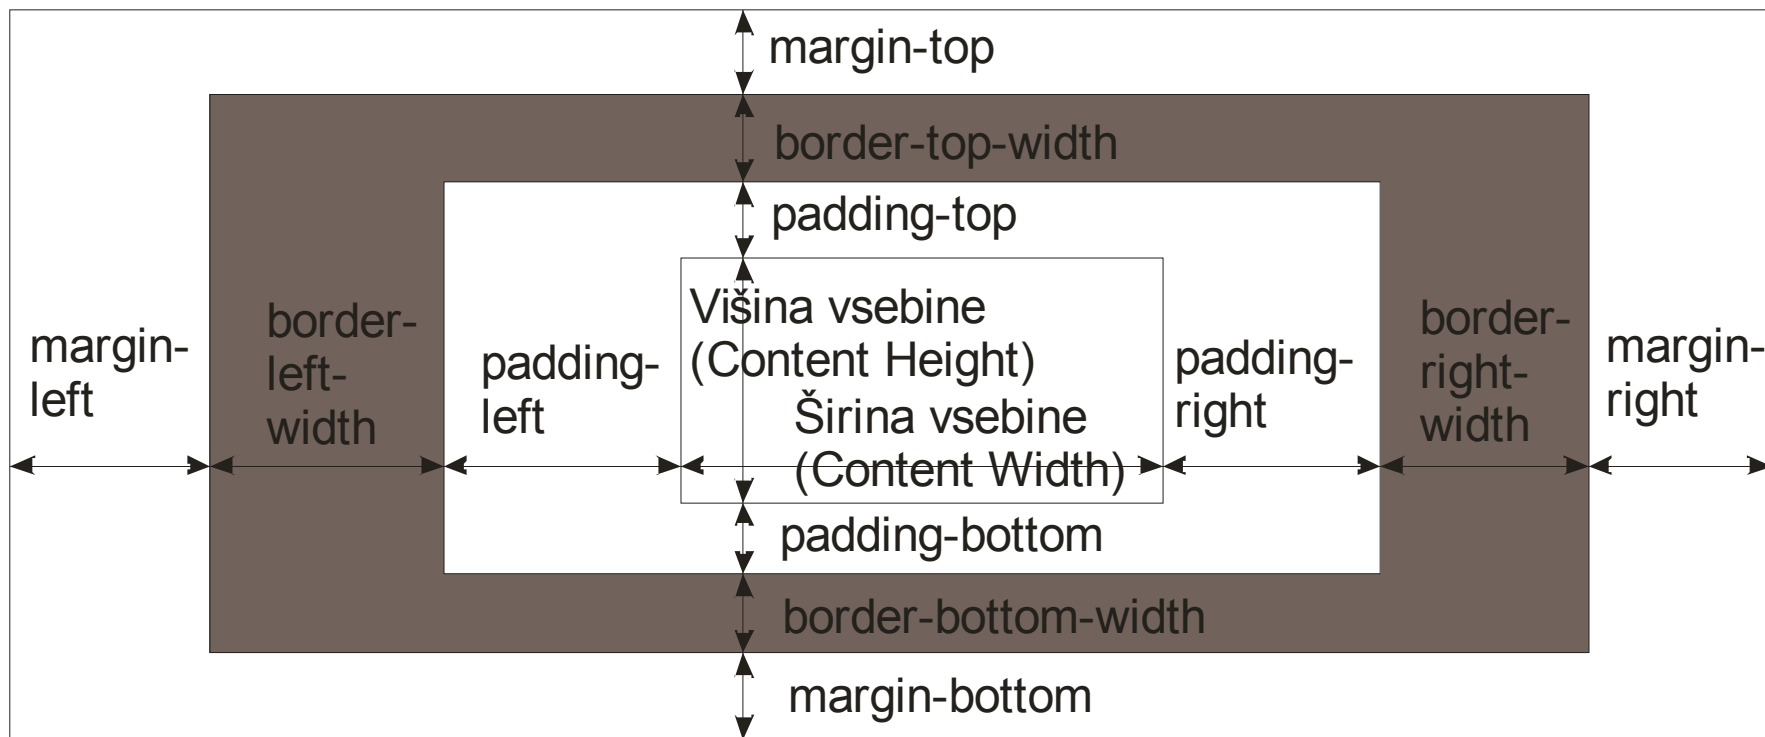 margin-top
border-top-width
padding-top
margin-
left
border-
left-
width
padding-
left
Višina vsebine
(Content Height)
Širina vsebine
(Content Width)
padding-
right
border-
right-
width
margin-
right
padding-bottom
border-bottom-width
margin-bottom